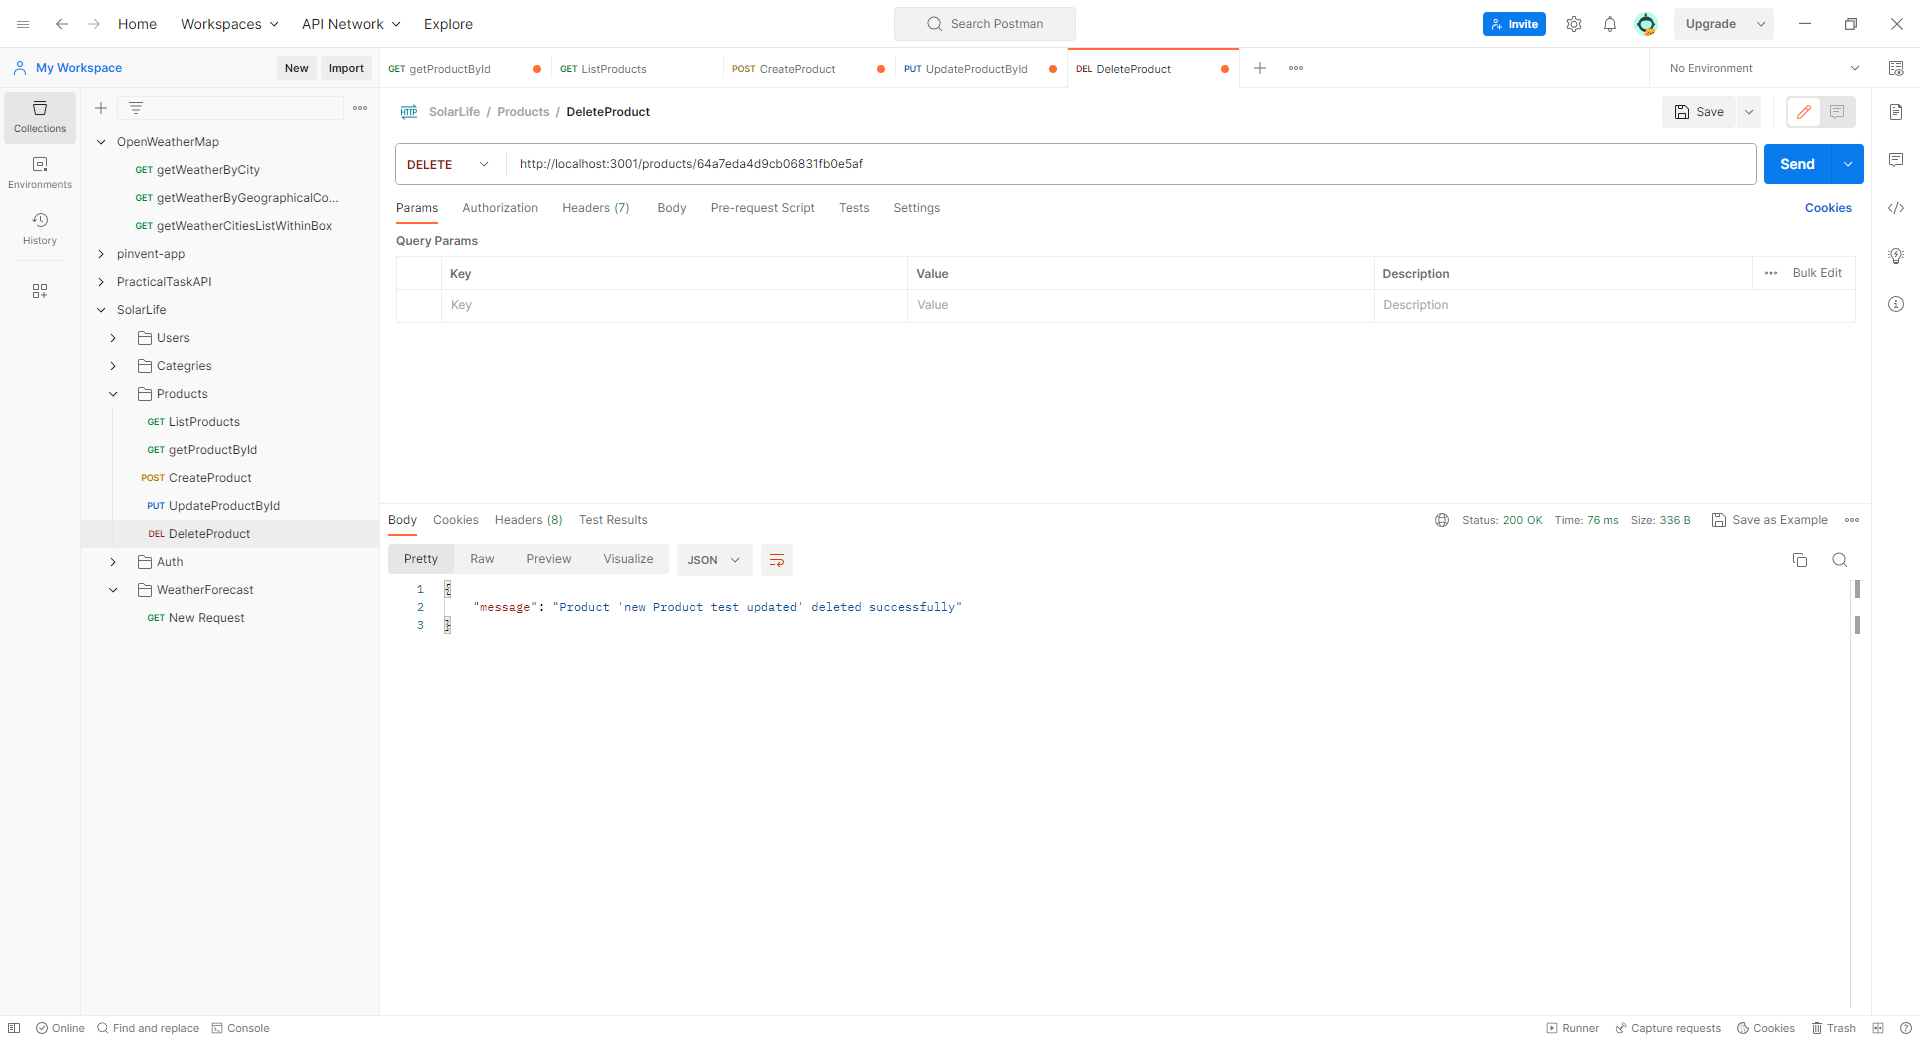 Home Workspaces API Network Explore Search Postman Invite Upgrade
My Workspace New Import
GET getProductById GET ListProducts POST CreateProduct PUT UpdateProductById DEL DeleteProduct No Environment
Collections
Environments
History
OpenWeatherMap
GET getWeatherByCity
GET getWeatherByGeographicalCo...
GET getWeatherCitiesListWithinBox
pinvent-app
PracticalTaskAPI
SolarLife
Users
Categries
Products
GET ListProducts
GET getProductById
POST CreateProduct
PUT UpdateProductById
DEL DeleteProduct
Auth
WeatherForecast
GET New Request
HTTP SolarLife / Products / DeleteProduct Save
DELETE http://localhost:3001/products/64a7eda4d9cb06831fb0e5af Send
Params Authorization Headers (7) Body Pre-request Script Tests Settings Cookies
Query Params
Key Value Description Bulk Edit
Key Value Description
Body Cookies Headers (8) Test Results Status: 200 OK Time: 76 ms Size: 336 B Save as Example
Pretty Raw Preview Visualize JSON
1 {
2 "message": "Product 'new Product test updated' deleted successfully"
3 }
Online Find and replace Console Runner Capture requests Cookies Trash